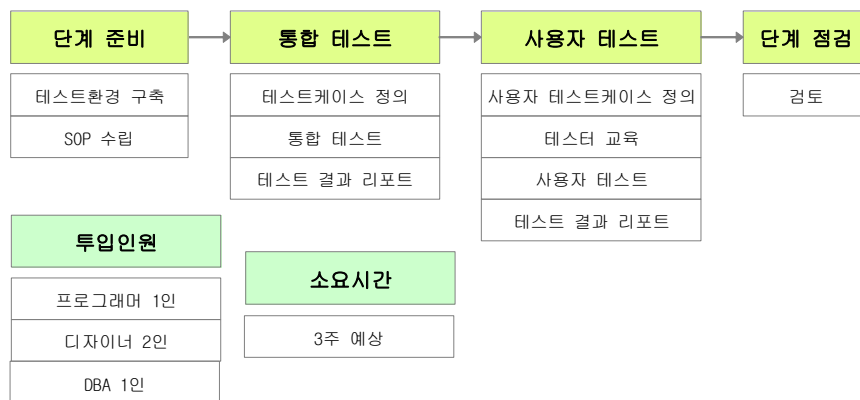 단계 준비
통합 테스트
사용자 테스트
단계 점검
테스트환경 구축
SOP 수립
테스트케이스 정의
통합 테스트
테스트 결과 리포트
사용자 테스트케이스 정의
테스터 교육
사용자 테스트
테스트 결과 리포트
검토
투입인원
프로그래머 1인
디자이너 2인
DBA 1인
소요시간
3주 예상